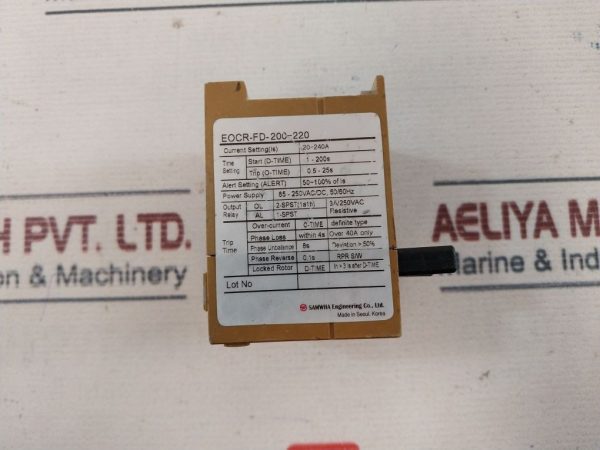 EOCR-FD-200-220
Current Setting(Is) 20-240A
Time Setting Start (D-TIME) 1 - 200s
Trip (O-TIME) 0.5 - 25s
Alert Setting (ALERT) 50~100% of Is
Power Supply 85 - 250VAC/DC, 50/60Hz
Output Relay OL 2-SPST(1a1b) 3A/250VAC Resistive
AL 1-SPST
Trip Time Over-current O-TIME definite type
Phase Loss within 4s Over 40A only
Phase Unbalance 8s Deviation > 50%
Phase Reverse 0.1s RPR S/W
Locked Rotor D-TIME In × 3 Is after D-TIME
Lot No
SAMWHA Engineering Co., Ltd.
Made in Seoul, Korea
H PVT. LTD.
on & Machinery
AELIYA M
Marine & Ind